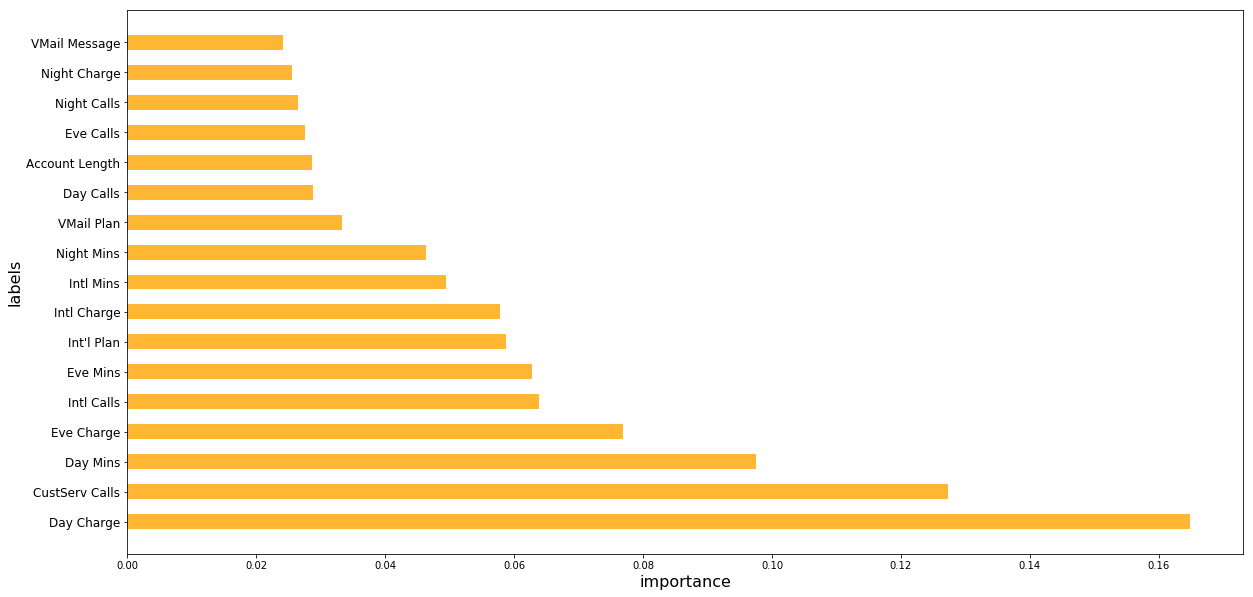 VMail Message
Night Charge
Night Calls
Eve Calls
Account Length
Day Calls
VMail Plan
Night Mins
Intl Mins
Intl Charge
Int'l Plan
Eve Mins
Intl Calls
Eve Charge
Day Mins
CustServ Calls
Day Charge
labels
0.00 0.02 0.04 0.06 0.08 0.10 0.12 0.14 0.16
importance